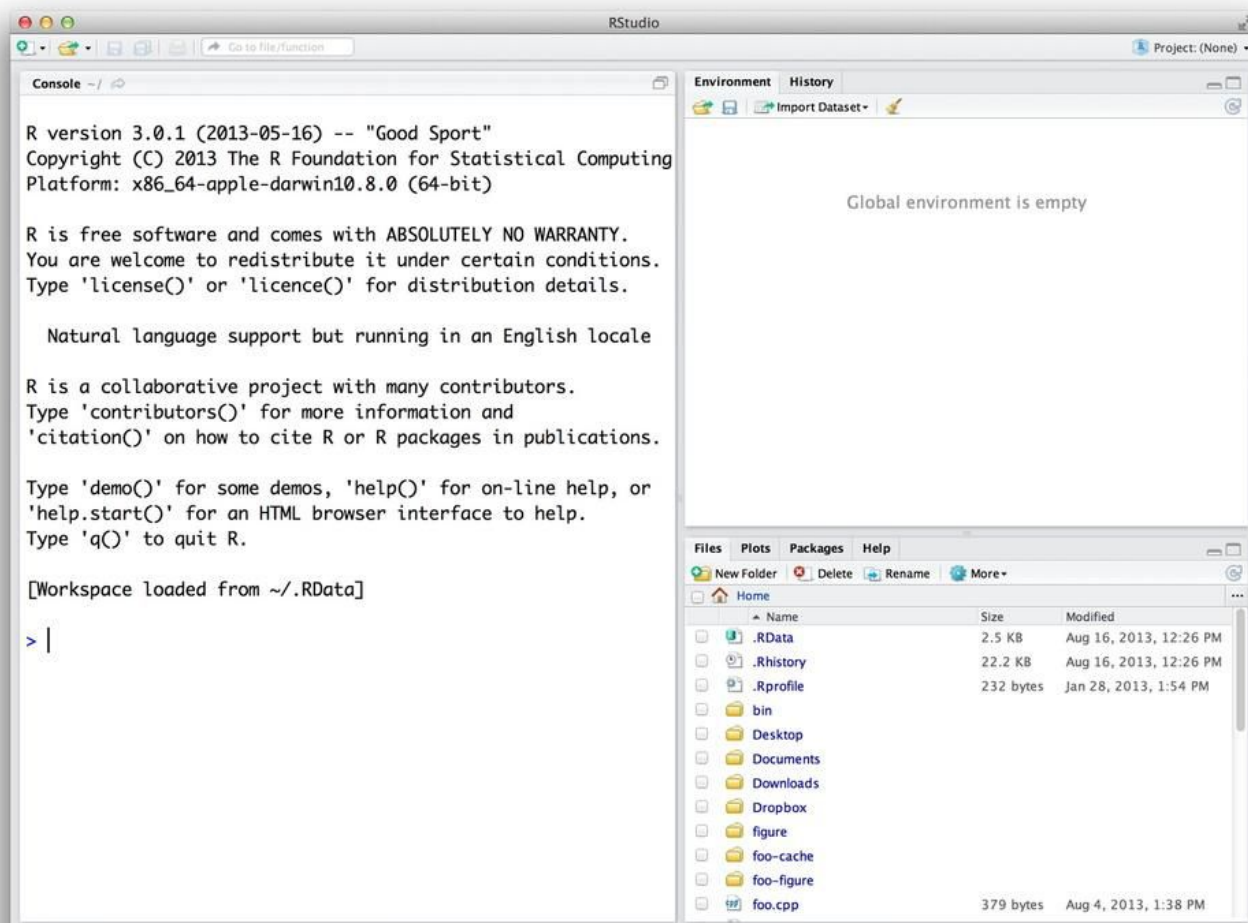 RStudio
Go to file/function
Project: (None)
Console ~/
R version 3.0.1 (2013-05-16) -- "Good Sport"
Copyright (C) 2013 The R Foundation for Statistical Computing
Platform: x86_64-apple-darwin10.8.0 (64-bit)
R is free software and comes with ABSOLUTELY NO WARRANTY.
You are welcome to redistribute it under certain conditions.
Type 'license()' or 'licence()' for distribution details.
Natural language support but running in an English locale
R is a collaborative project with many contributors.
Type 'contributors()' for more information and
'citation()' on how to cite R or R packages in publications.
Type 'demo()' for some demos, 'help()' for on-line help, or
'help.start()' for an HTML browser interface to help.
Type 'q()' to quit R.
[Workspace loaded from ~/.RData]
>
Environment History
Import Dataset
Global environment is empty
Files Plots Packages Help
New Folder Delete Rename More
Home
Name Size Modified
.RData 2.5 KB Aug 16, 2013, 12:26 PM
.Rhistory 22.2 KB Aug 16, 2013, 12:26 PM
.Rprofile 232 bytes Jan 28, 2013, 1:54 PM
bin
Desktop
Documents
Downloads
Dropbox
figure
foo-cache
foo-figure
foo.cpp 379 bytes Aug 4, 2013, 1:38 PM